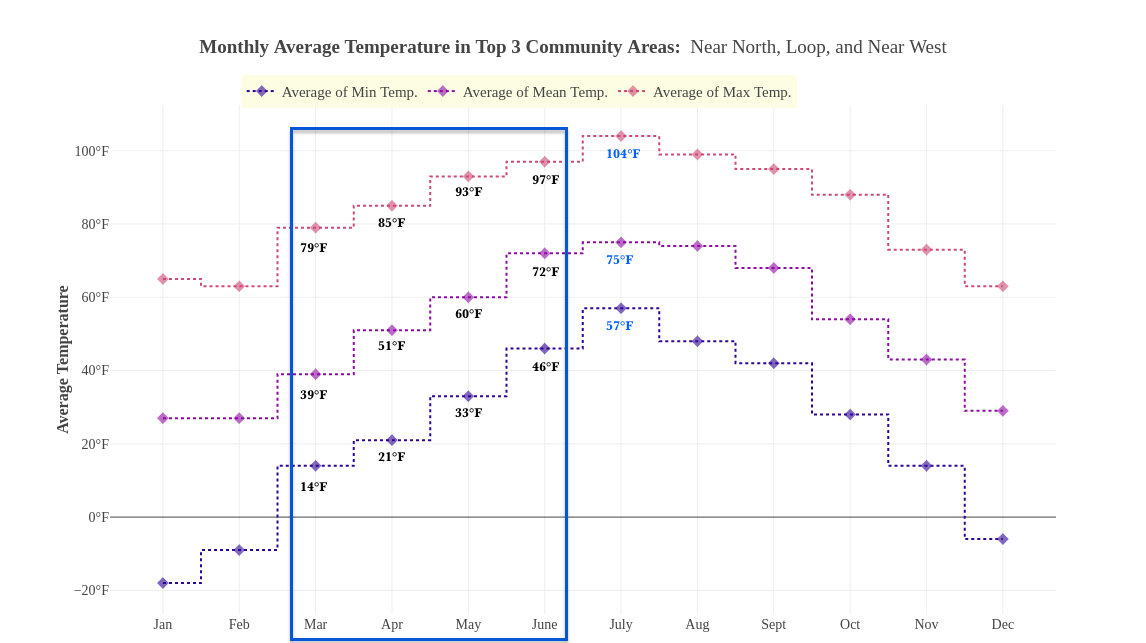 Monthly Average Temperature in Top 3 Community Areas: Near North, Loop, and Near West
Average of Min Temp. Average of Mean Temp. Average of Max Temp.
Average Temperature
100°F
80°F
60°F
40°F
20°F
0°F
−20°F
79°F
85°F
93°F
97°F
104°F
39°F
51°F
60°F
72°F
75°F
14°F
21°F
33°F
46°F
57°F
Jan Feb Mar Apr May June July Aug Sept Oct Nov Dec